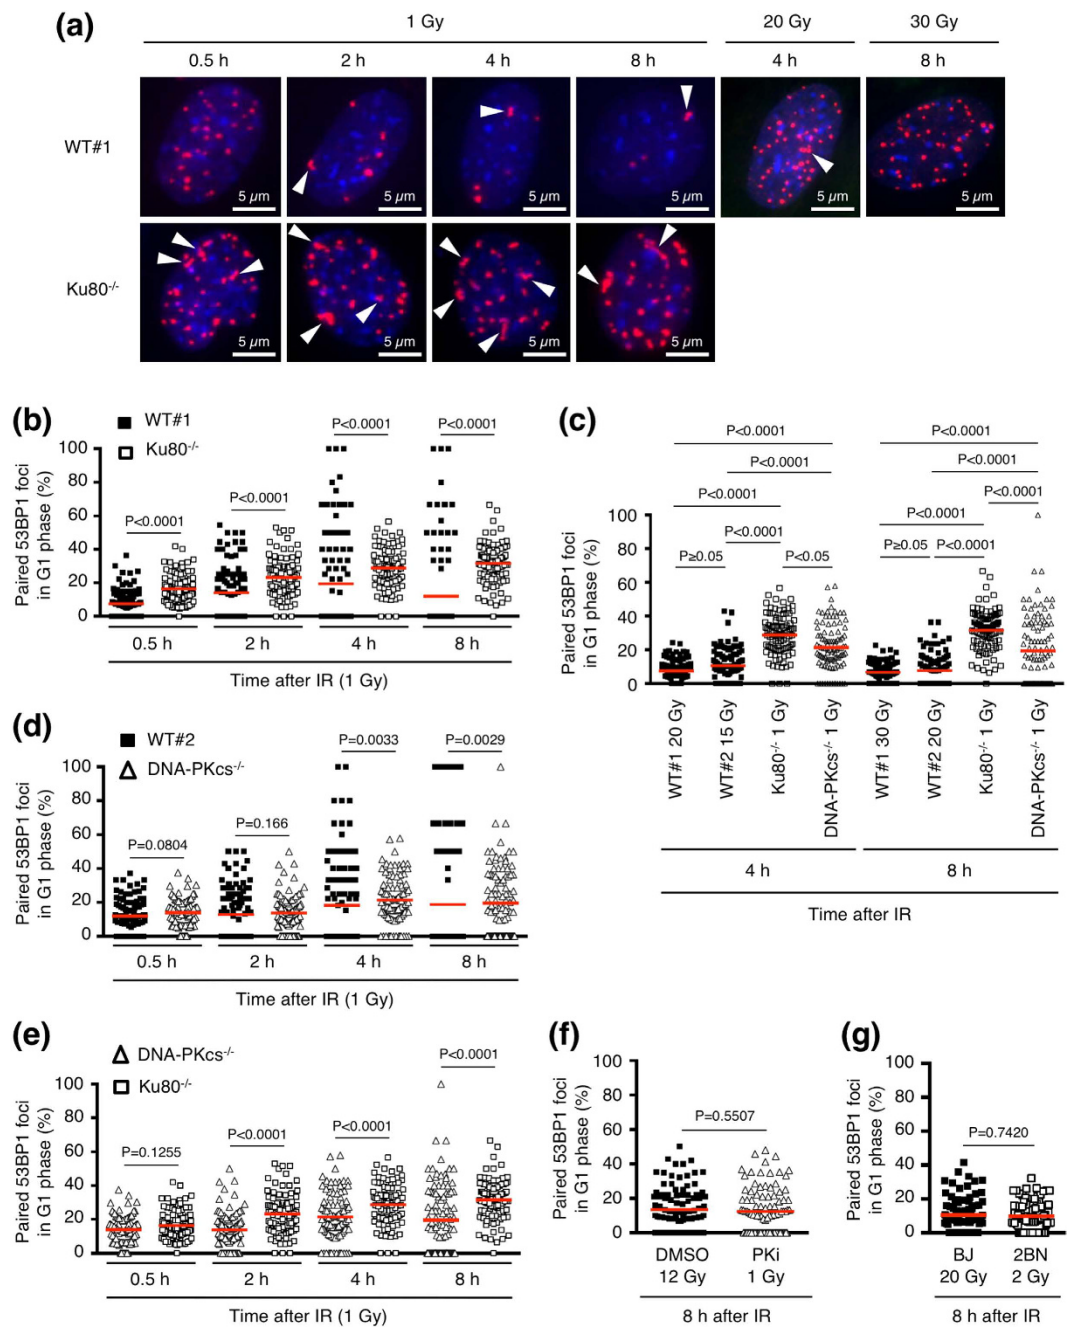 (a)
1 Gy 20 Gy 30 Gy
0.5 h 2 h 4 h 8 h 4 h 8 h
WT#1
5 µm 5 µm 5 µm 5 µm 5 µm 5 µm
Ku80-/-
5 µm 5 µm 5 µm 5 µm
(b)
WT#1
Ku80-/-
P<0.0001 P<0.0001
P<0.0001
P<0.0001
Paired 53BP1 foci
in G1 phase (%)
100
80
60
40
20
0
0.5 h 2 h 4 h 8 h
Time after IR (1 Gy)
(c)
P<0.0001 P<0.0001
P<0.0001 P<0.0001
P<0.0001 P<0.0001
P<0.0001
P<0.0001
P≥0.05 P<0.05 P≥0.05 P<0.0001
Paired 53BP1 foci
in G1 phase (%)
100
80
60
40
20
0
WT#1 20 Gy
WT#2 15 Gy
Ku80-/- 1 Gy
DNA-PKcs-/- 1 Gy
WT#1 30 Gy
WT#2 20 Gy
Ku80-/- 1 Gy
DNA-PKcs-/- 1 Gy
4 h 8 h
Time after IR
(d)
WT#2
DNA-PKcs-/-
P=0.0033 P=0.0029
P=0.166
P=0.0804
Paired 53BP1 foci
in G1 phase (%)
100
80
60
40
20
0
0.5 h 2 h 4 h 8 h
Time after IR (1 Gy)
(e)
DNA-PKcs-/-
Ku80-/-
P<0.0001
P<0.0001
P<0.0001
P=0.1255
Paired 53BP1 foci
in G1 phase (%)
100
80
60
40
20
0
0.5 h 2 h 4 h 8 h
Time after IR (1 Gy)
(f)
P=0.5507
Paired 53BP1 foci
in G1 phase (%)
100
80
60
40
20
0
DMSO PKi
12 Gy 1 Gy
8 h after IR
(g)
P=0.7420
Paired 53BP1 foci
in G1 phase (%)
100
80
60
40
20
0
BJ 2BN
20 Gy 2 Gy
8 h after IR